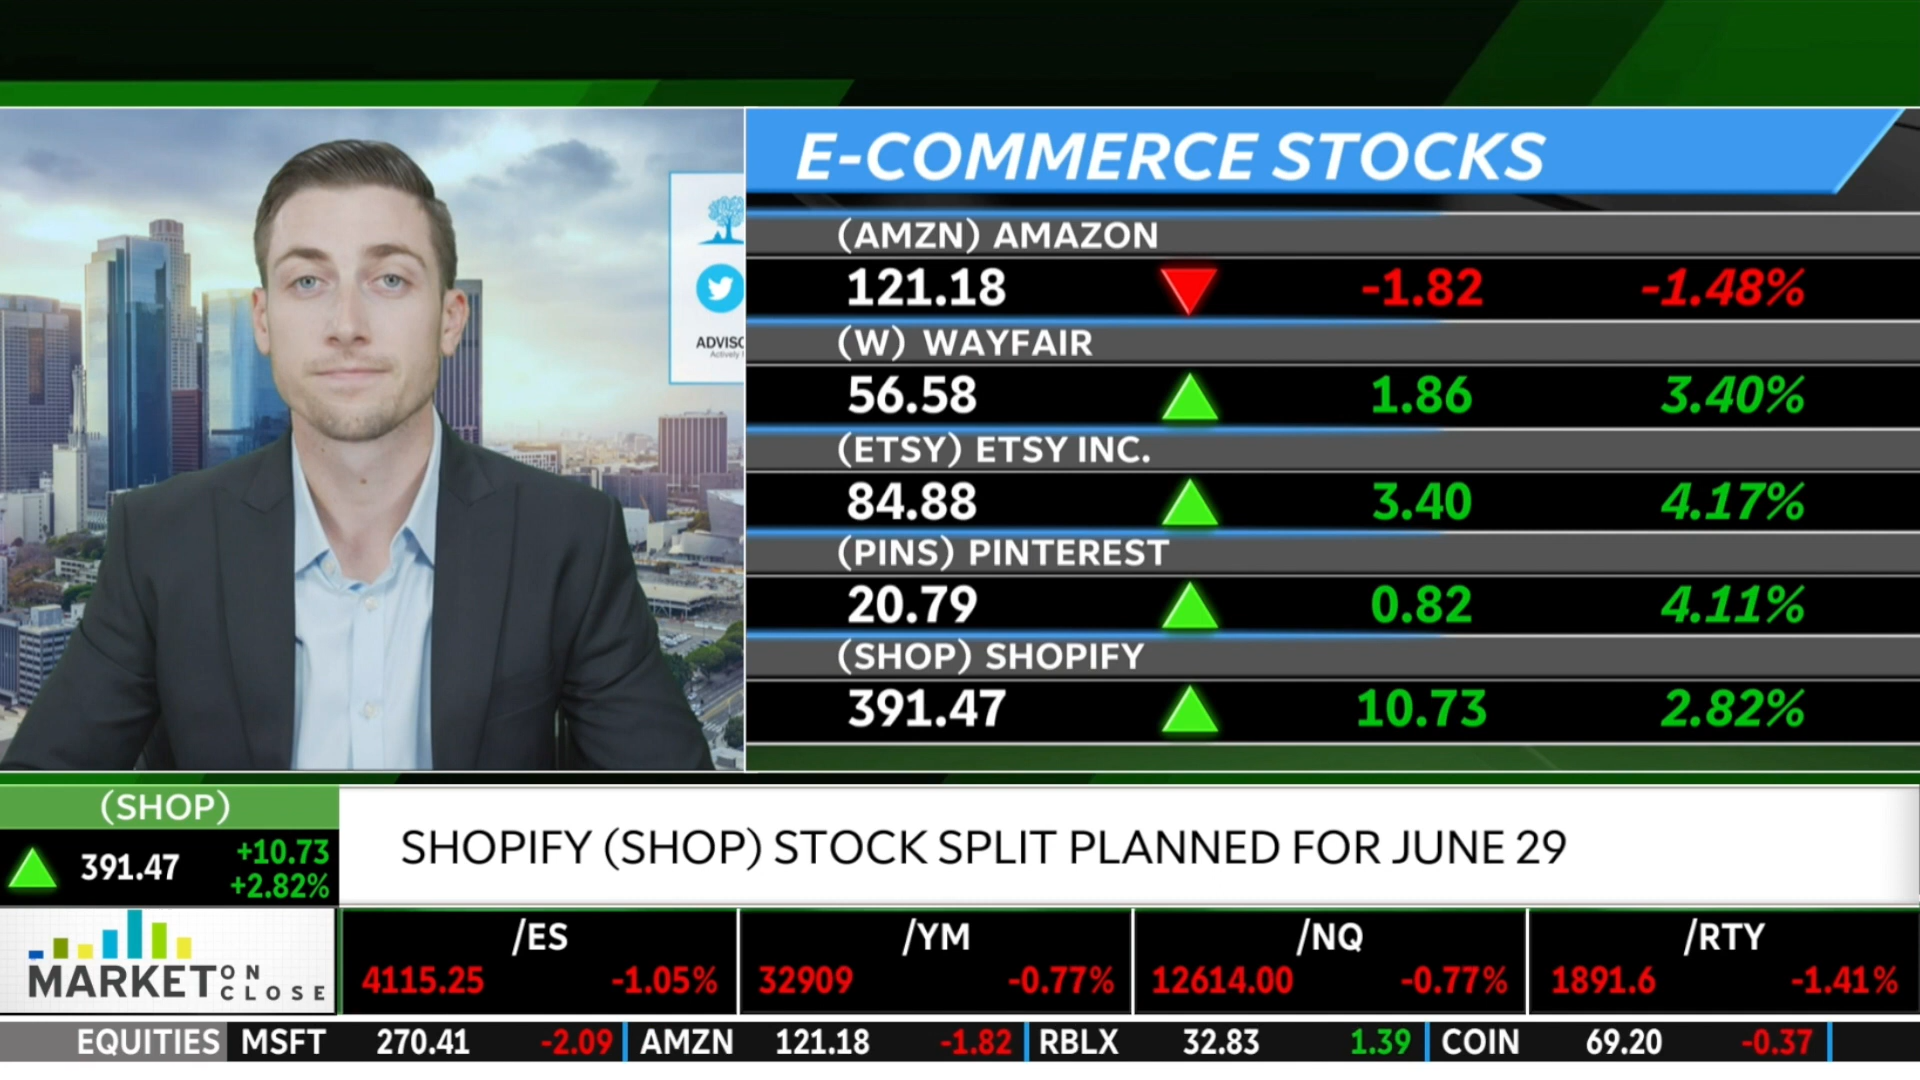 E-COMMERCE STOCKS
(AMZN) AMAZON
121.18 -1.82 -1.48%
(W) WAYFAIR
56.58 1.86 3.40%
(ETSY) ETSY INC.
84.88 3.40 4.17%
(PINS) PINTEREST
20.79 0.82 4.11%
(SHOP) SHOPIFY
391.47 10.73 2.82%
ADVISO
Actively
(SHOP)
391.47 +10.73
+2.82%
SHOPIFY (SHOP) STOCK SPLIT PLANNED FOR JUNE 29
MARKET ON CLOSE
/ES
4115.25 -1.05%
/YM
32909 -0.77%
/NQ
12614.00 -0.77%
/RTY
1891.6 -1.41%
EQUITIES MSFT 270.41 -2.09 AMZN 121.18 -1.82 RBLX 32.83 1.39 COIN 69.20 -0.37